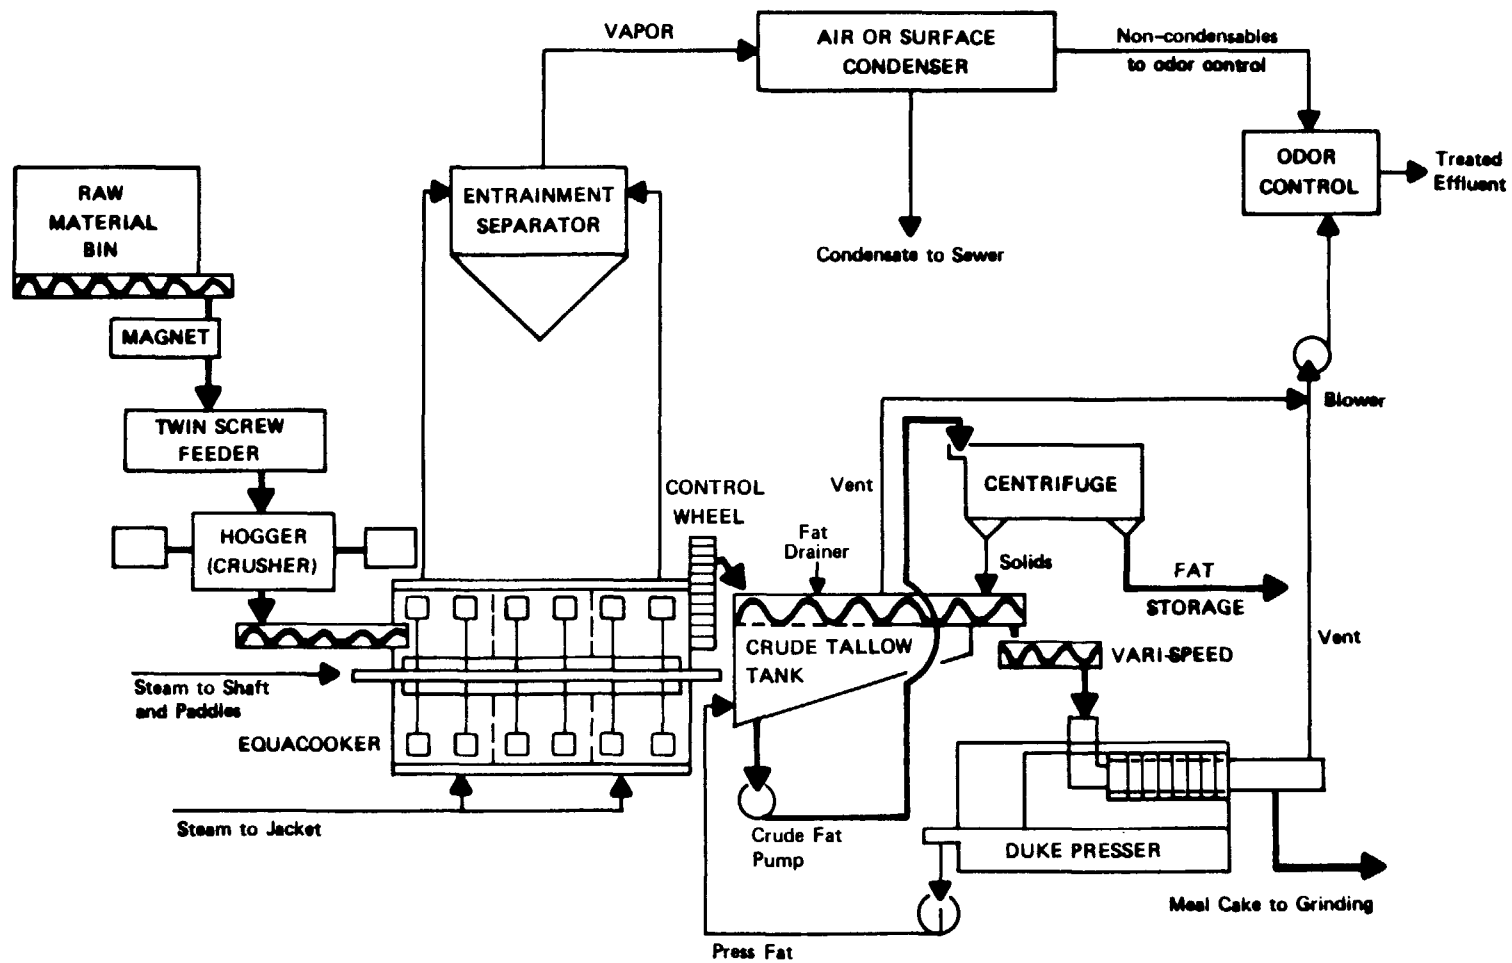 VAPOR
AIR OR SURFACE
CONDENSER
Non-condensables
to odor control
ODOR
CONTROL
Treated
Effluent
Condensate to Sewer
RAW
MATERIAL
BIN
ENTRAINMENT
SEPARATOR
MAGNET
TWIN SCREW
FEEDER
HOGGER
(CRUSHER)
CONTROL
WHEEL
Vent
Fat
Drainer
CENTRIFUGE
Blower
Solids
FAT
STORAGE
Vent
CRUDE TALLOW
TANK
VARI-SPEED
Steam to Shaft
and Paddles
EQUACOOKER
Steam to Jacket
Crude Fat
Pump
DUKE PRESSER
Meal Cake to Grinding
Press Fat